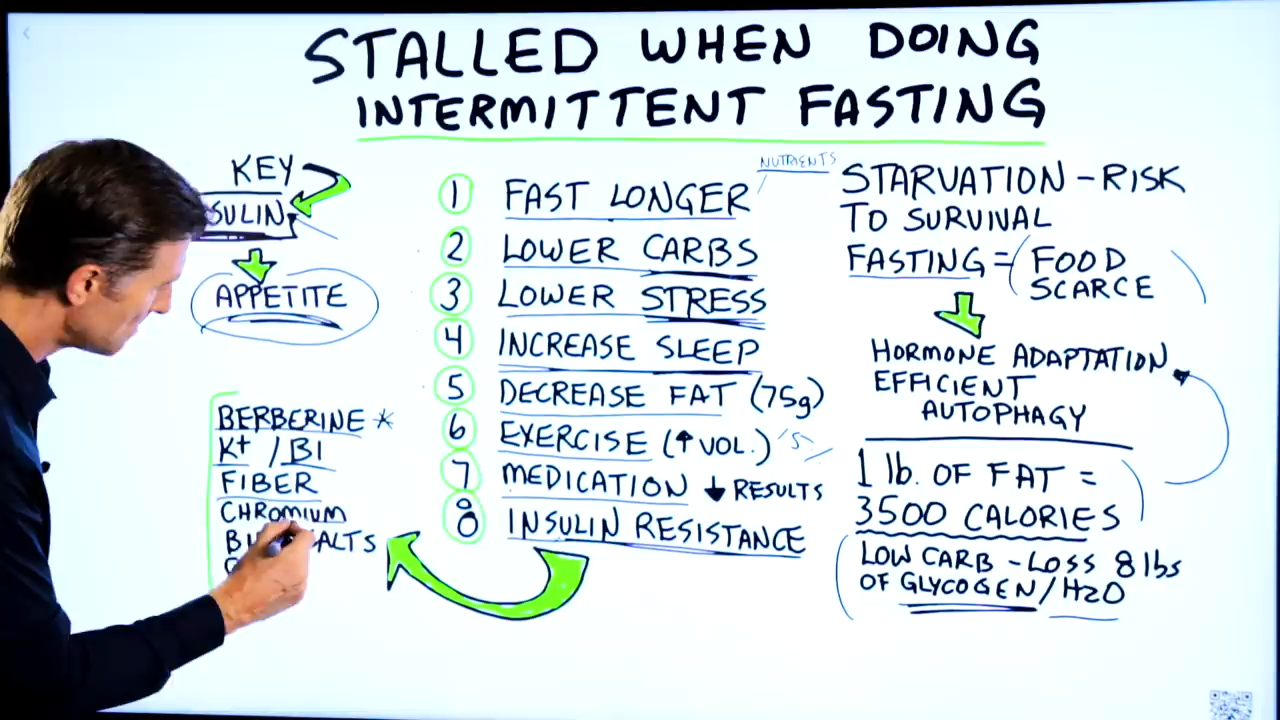 STALLED WHEN DOING
INTERMITTENT FASTING
KEY
SULIN
APPETITE
BERBERINE *
K+ / B1
FIBER
CHROMIUM
ALTS
NUTRIENTS
1 FAST LONGER
2 LOWER CARBS
3 LOWER STRESS
4 INCREASE SLEEP
5 DECREASE FAT (75g)
6 EXERCISE (↑ VOL.)
7 MEDICATION ↓ RESULTS
8 INSULIN RESISTANCE
STARVATION - RISK
TO SURVIVAL
FASTING = (FOOD
SCARCE
HORMONE ADAPTATION
EFFICIENT
AUTOPHAGY
1 lb. OF FAT =
3500 CALORIES
LOW CARB - LOSS 8 lbs
OF GLYCOGEN/H2O